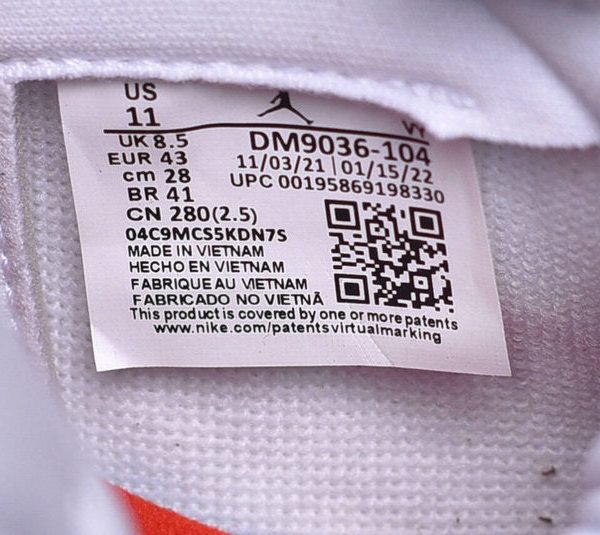 US
11
VY
UK 8.5
EUR 43
cm 28
BR 41
CN 280(2.5)
DM9036-104
11/03/21 | 01/15/22
UPC 00195869198330
04C9MCS5KDN7S
MADE IN VIETNAM
HECHO EN VIETNAM
FABRIQUE AU VIETNAM
FABRICADO NO VIETNÃ
This product is covered by one or more patents
www.nike.com/patentsvirtualmarking